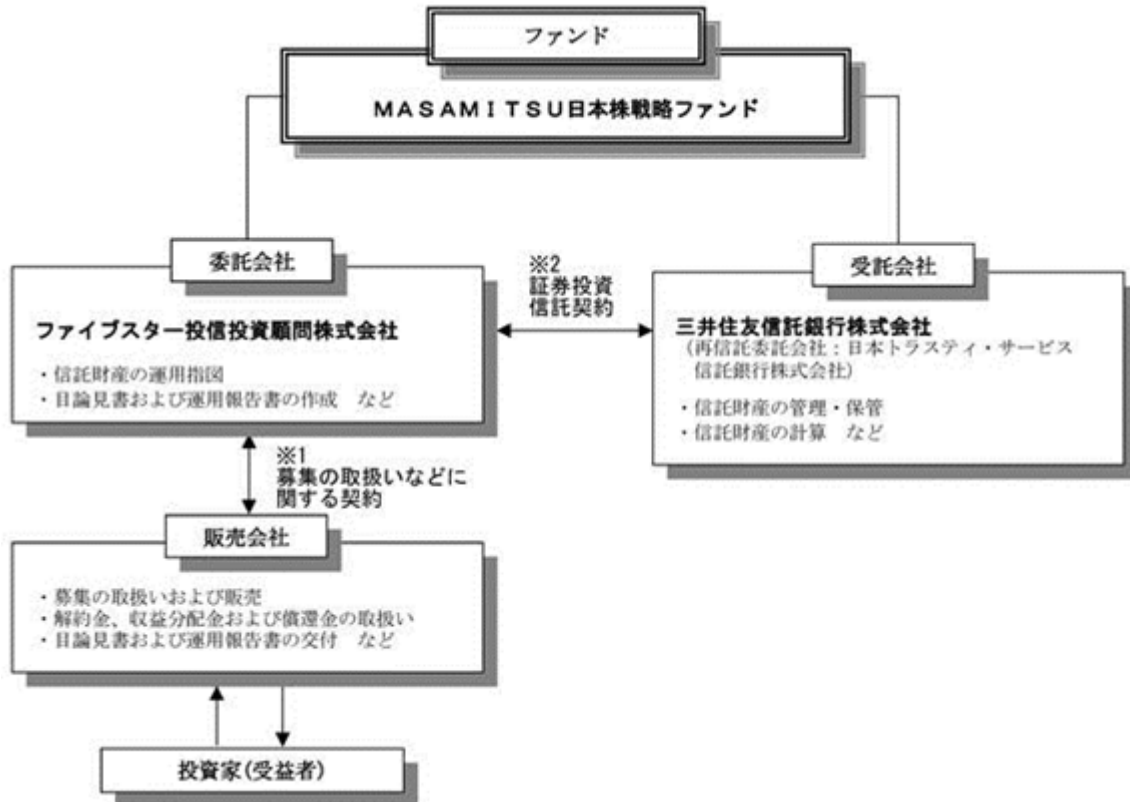 ファンド
ＭＡＳＡＭＩＴＳＵ日本株戦略ファンド
委託会社
ファイブスター投信投資顧問株式会社
・信託財産の運用指図
・目論見書および運用報告書の作成　など
※2
証券投資
信託契約
受託会社
三井住友信託銀行株式会社
（再信託委託会社：日本トラスティ・サービス
信託銀行株式会社）
・信託財産の管理・保管
・信託財産の計算　など
※1
募集の取扱いなどに
関する契約
販売会社
・募集の取扱いおよび販売
・解約金、収益分配金および償還金の取扱い
・目論見書および運用報告書の交付　など
投資家(受益者)